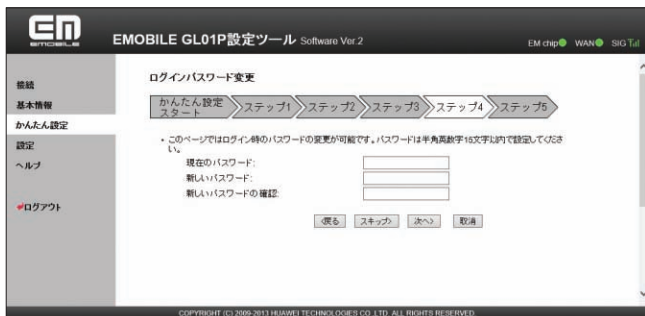 EM
EMOBILE
EMOBILE GL01P設定ツール Software Ver.2
EM chip WAN SIG
接続
基本情報
かんたん設定
設定
ヘルプ
ログアウト
ログインパスワード変更
かんたん設定
スタート
ステップ1
ステップ2
ステップ3
ステップ4
ステップ5
・このページではログイン時のパスワードの変更が可能です。パスワードは半角英数字16文字以内で設定してくださ
い。
現在のパスワード:
新しいパスワード:
新しいパスワードの確認:
<戻る スキップ> 次へ> 取消
COPYRIGHT (C) 2009-2013 HUAWEI TECHNOLOGIES CO.,LTD. ALL RIGHTS RESERVED.